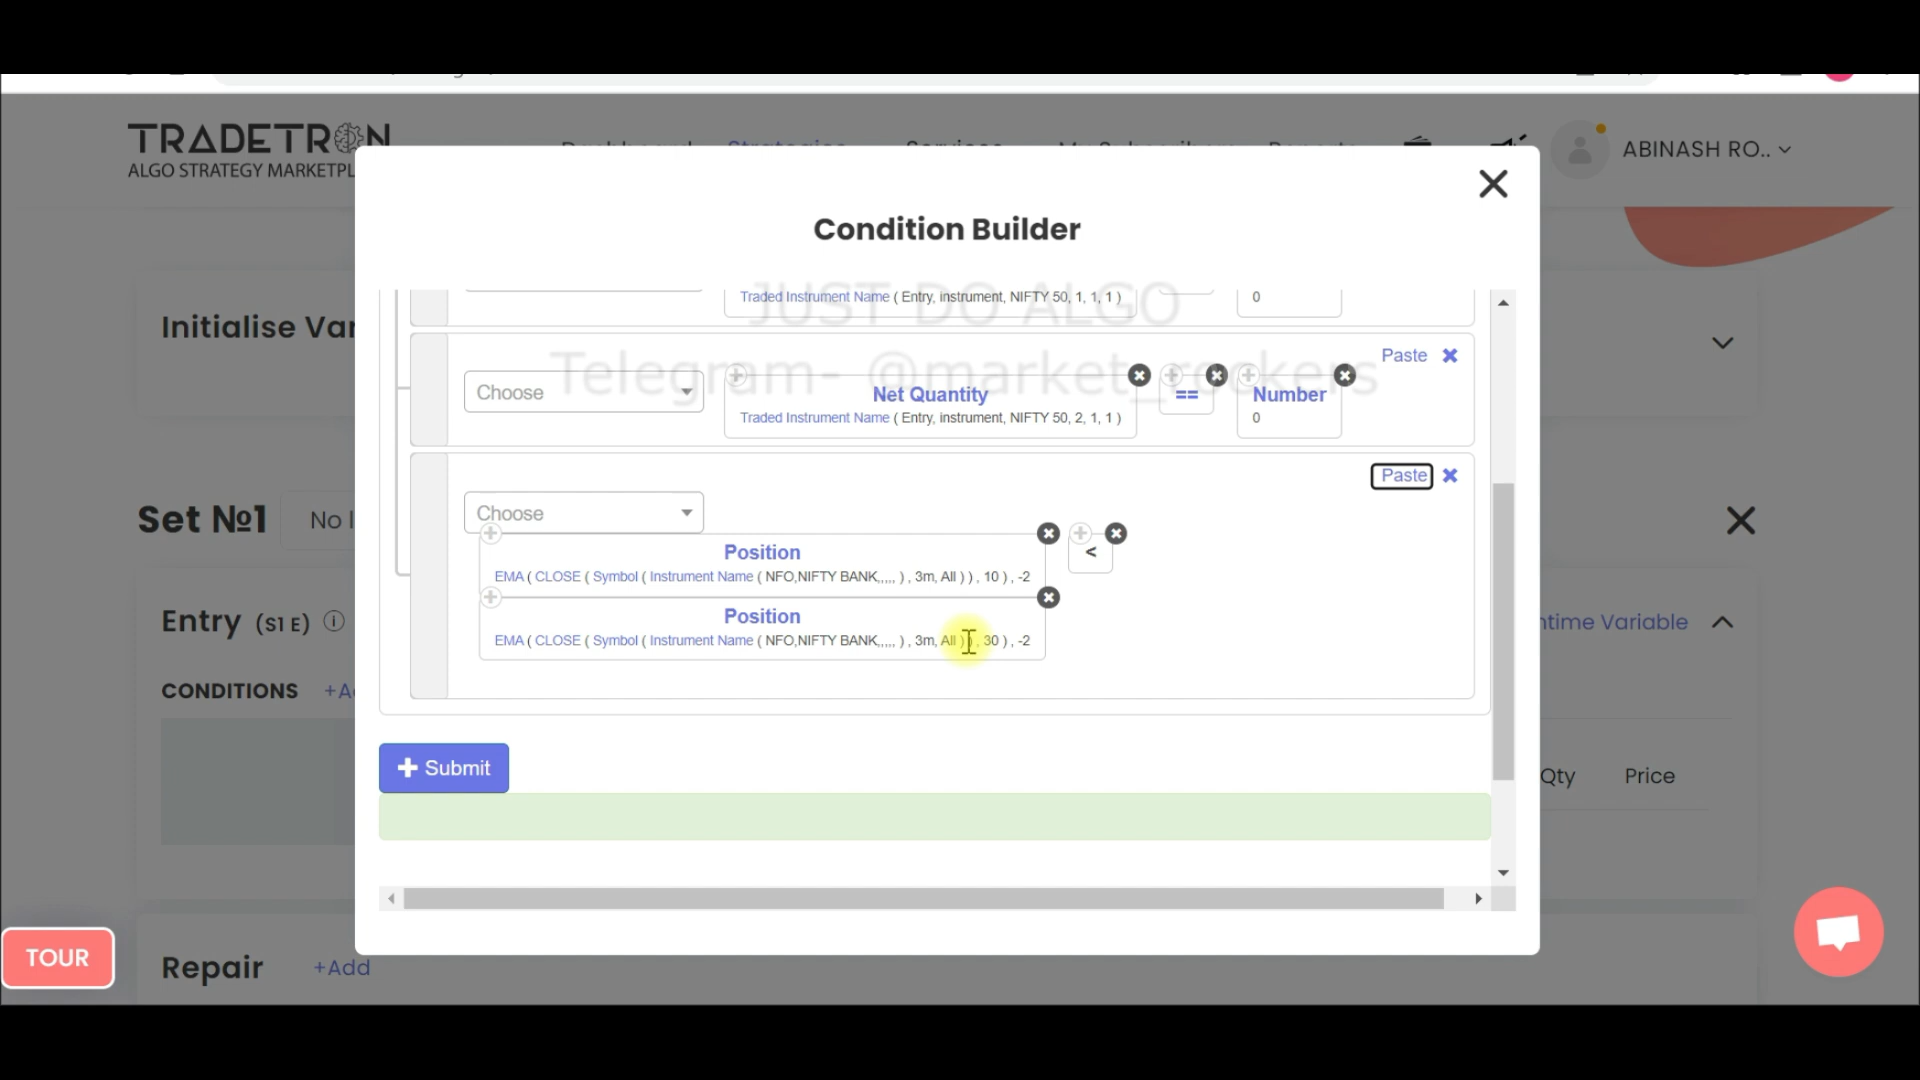 TRADETRON
ALGO STRATEGY MARKETPL
ABINASH RO..
Condition Builder
JUST DO ALGO
Telegram- @market_rockers
Initialise Var
Traded Instrument Name ( Entry, instrument, NIFTY 50, 1, 1, 1 )
0
Paste
Choose
Net Quantity
==
Number
Traded Instrument Name ( Entry, instrument, NIFTY 50, 2, 1, 1 )
0
Paste
Choose
Set №1
No l
Position
<
EMA ( CLOSE ( Symbol ( Instrument Name ( NFO,NIFTY BANK,,,,, ) , 3m, All ) ) , 10 ) , -2
Position
EMA ( CLOSE ( Symbol ( Instrument Name ( NFO,NIFTY BANK,,,,, ) , 3m, All ) ) , 30 ) , -2
Entry (S1 E)
ntime Variable
CONDITIONS +A
Submit
Qty Price
TOUR
Repair +Add